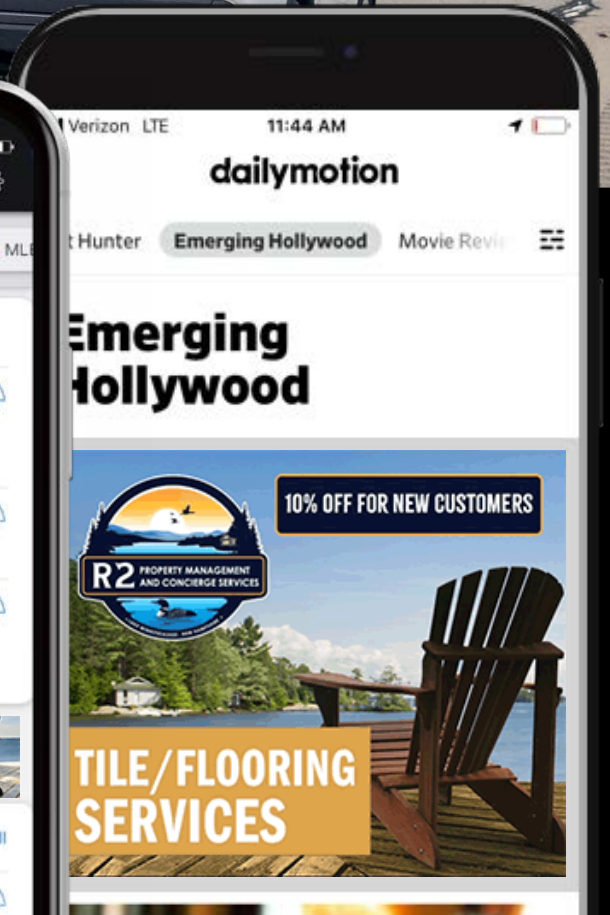 Verizon LTE
11:44 AM
dailymotion
MLB
t Hunter
Emerging Hollywood
Movie Revi
Emerging
Hollywood
10% OFF FOR NEW CUSTOMERS
R2 PROPERTY MANAGEMENT
AND CONCIERGE SERVICES
TILE/FLOORING
SERVICES